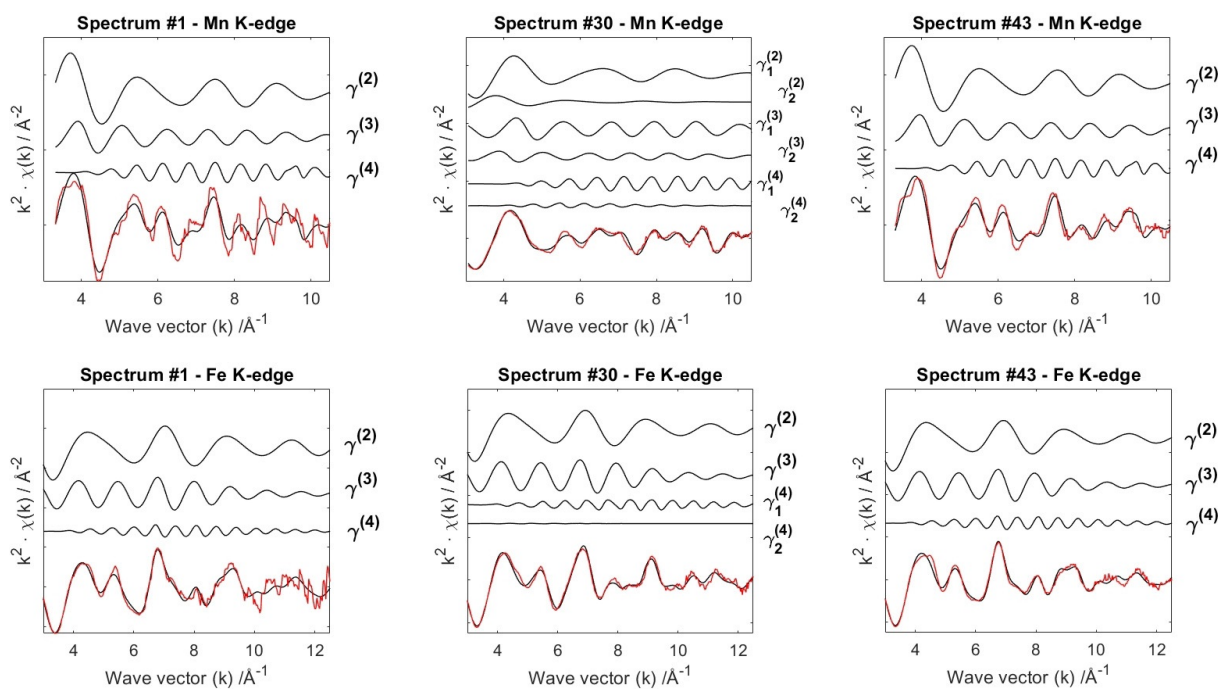 Spectrum #1 - Mn K-edge
k² · χ(k) / Å⁻²
γ⁽²⁾
γ⁽³⁾
γ⁽⁴⁾
4 6 8 10
Wave vector (k) /Å⁻¹
Spectrum #30 - Mn K-edge
k² · χ(k) / Å⁻²
γ₁⁽²⁾
γ₂⁽²⁾
γ₁⁽³⁾
γ₂⁽³⁾
γ₁⁽⁴⁾
γ₂⁽⁴⁾
4 6 8 10
Wave vector (k) /Å⁻¹
Spectrum #43 - Mn K-edge
k² · χ(k) / Å⁻²
γ⁽²⁾
γ⁽³⁾
γ⁽⁴⁾
4 6 8 10
Wave vector (k) /Å⁻¹
Spectrum #1 - Fe K-edge
k² · χ(k) / Å⁻²
γ⁽²⁾
γ⁽³⁾
γ⁽⁴⁾
4 6 8 10 12
Wave vector (k) /Å⁻¹
Spectrum #30 - Fe K-edge
k² · χ(k) / Å⁻²
γ⁽²⁾
γ⁽³⁾
γ₁⁽⁴⁾
γ₂⁽⁴⁾
4 6 8 10 12
Wave vector (k) /Å⁻¹
Spectrum #43 - Fe K-edge
k² · χ(k) / Å⁻²
γ⁽²⁾
γ⁽³⁾
γ⁽⁴⁾
4 6 8 10 12
Wave vector (k) /Å⁻¹